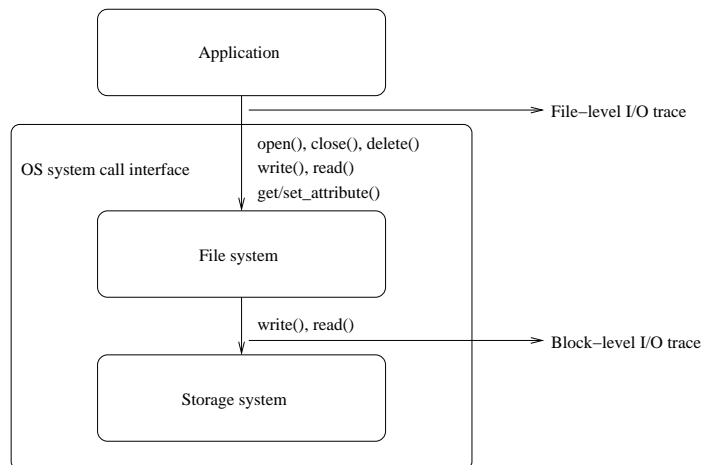 Application
File−level I/O trace
open(), close(), delete()
OS system call interface
write(), read()
get/set_attribute()
File system
write(), read()
Block−level I/O trace
Storage system